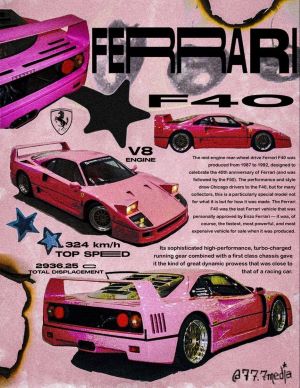 FERRARI
F40
V8
ENGINE
The mid engine rear-wheel drive Ferrari F40 was
produced from 1987 to 1992, designed to
celebrate the 40th anniversary of Ferrari (and was
followed by the F50). The performance and style
draw Chicago drivers to the F40, but for many
collectors, this is a particularly special model not
for what it is but for how it was made. The Ferrari
F40 was the last Ferrari vehicle that was
personally approved by Enzo Ferrari — it was, of
course, the fastest, most powerful, and most
expensive vehicle for sale when it was produced.
324 km/h
TOP SPEED
2936.25
TOTAL DISPLACEMENT
Its sophisticated high-performance, turbo-charged
running gear combined with a first class chassis gave
it the kind of great dynamic prowess that was close to
that of a racing car.
@77.7media